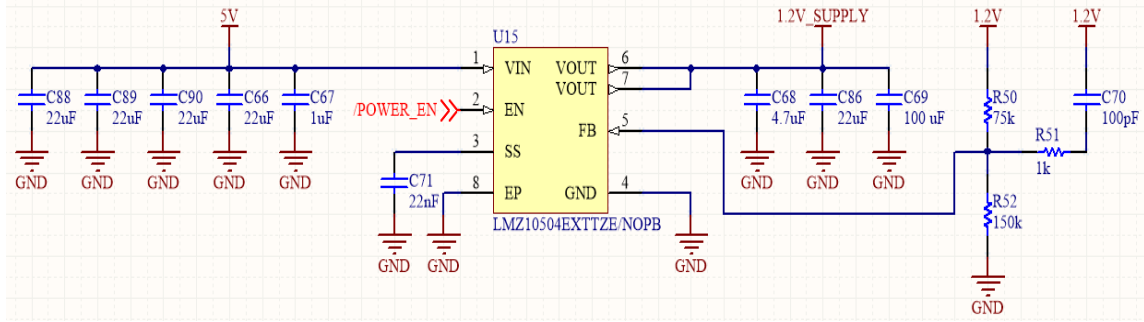 5V
1.2V_SUPPLY
1.2V
1.2V
U15
1
VIN
VOUT
6
VOUT
7
C88
22uF
C89
22uF
C90
22uF
C66
22uF
C67
1uF
/POWER_EN
2
EN
FB
5
C68
4.7uF
C86
22uF
C69
100 uF
R50
75k
C70
100pF
R51
1k
GND
GND
GND
GND
GND
3
SS
GND
GND
GND
C71
22nF
8
EP
GND
4
R52
150k
LMZ10504EXTTZE/NOPB
GND
GND
GND
GND